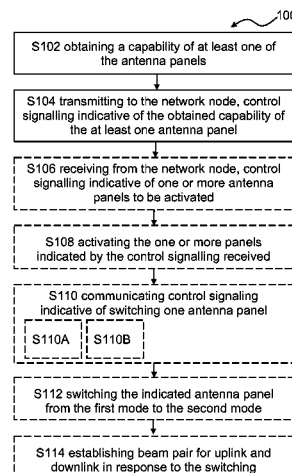 100
S102 obtaining a capability of at least one of
the antenna panels
S104 transmitting to the network node, control
signalling indicative of the obtained capability of
the at least one antenna panel
S106 receiving from the network node, control
signalling indicative of one or more antenna
panels to be activated
S108 activating the one or more panels
indicated by the control signalling received
S110 communicating control signaling
indicative of switching one antenna panel
S110A
S110B
S112 switching the indicated antenna panel
from the first mode to the second mode
S114 establishing beam pair for uplink and
downlink in response to the switching